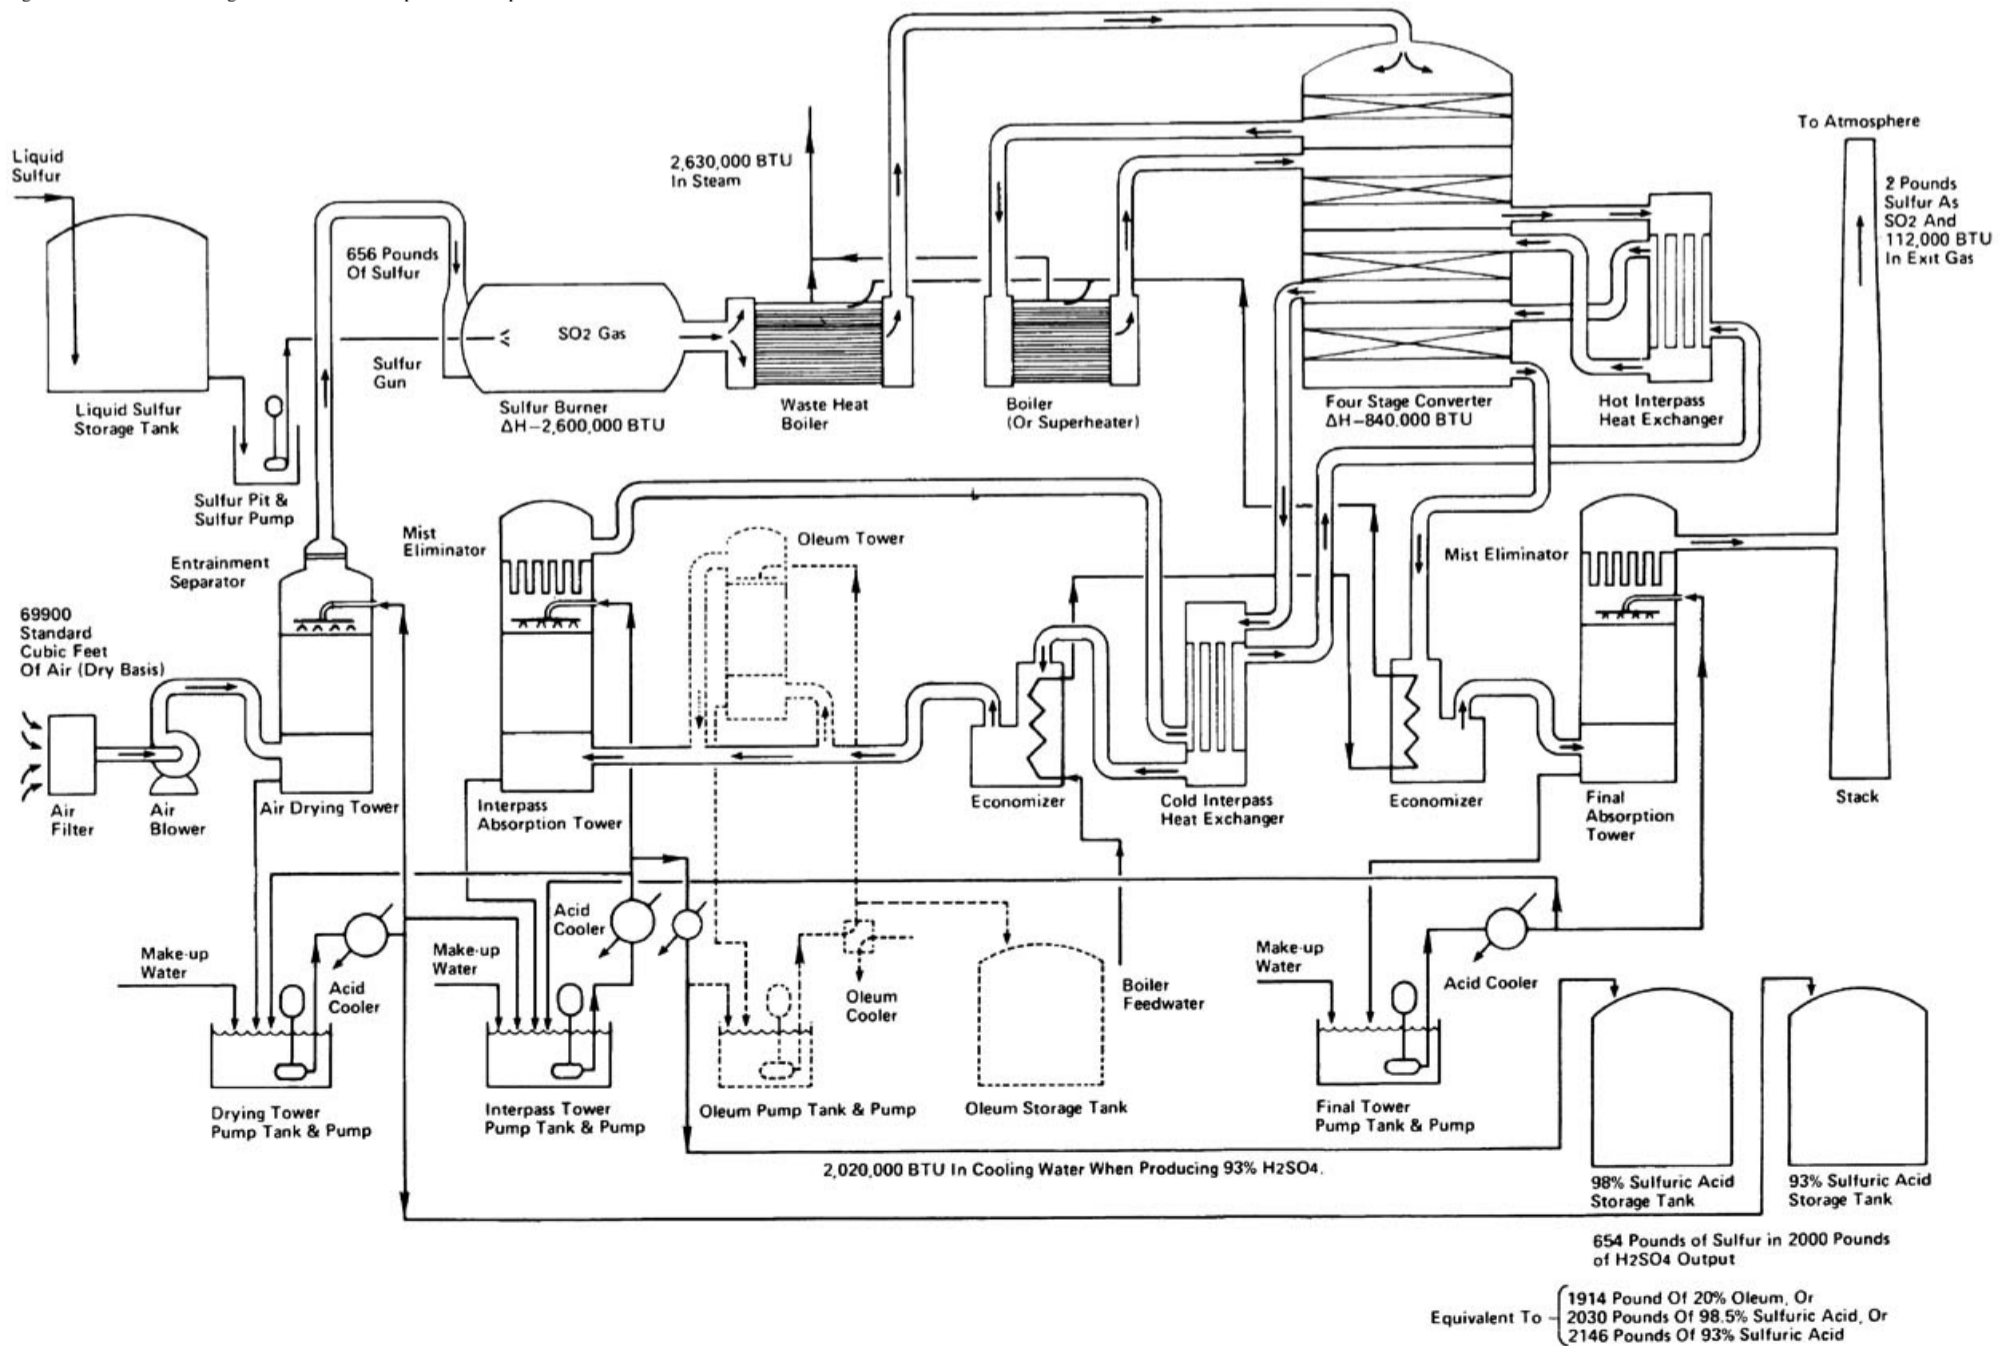 To Atmosphere
2 Pounds
Sulfur As
SO2 And
112,000 BTU
In Exit Gas
Liquid
Sulfur
2,630,000 BTU
In Steam
656 Pounds
Of Sulfur
SO2 Gas
Sulfur
Gun
Liquid Sulfur
Storage Tank
Sulfur Burner
ΔH–2,600,000 BTU
Waste Heat
Boiler
Boiler
(Or Superheater)
Four Stage Converter
ΔH–840.000 BTU
Hot Interpass
Heat Exchanger
Sulfur Pit &
Sulfur Pump
Mist
Eliminator
Oleum Tower
Mist Eliminator
Entrainment
Separator
69900
Standard
Cubic Feet
Of Air (Dry Basis)
Air
Filter
Air
Blower
Air Drying Tower
Interpass
Absorption Tower
Economizer
Cold Interpass
Heat Exchanger
Economizer
Final
Absorption
Tower
Stack
Make-up
Water
Acid
Cooler
Make-up
Water
Acid
Cooler
Oleum
Cooler
Boiler
Feedwater
Make-up
Water
Acid Cooler
Drying Tower
Pump Tank & Pump
Interpass Tower
Pump Tank & Pump
Oleum Pump Tank & Pump
Oleum Storage Tank
Final Tower
Pump Tank & Pump
2,020,000 BTU In Cooling Water When Producing 93% H2SO4.
98% Sulfuric Acid
Storage Tank
93% Sulfuric Acid
Storage Tank
654 Pounds of Sulfur in 2000 Pounds
of H2SO4 Output
Equivalent To
1914 Pound Of 20% Oleum, Or
2030 Pounds Of 98.5% Sulfuric Acid, Or
2146 Pounds Of 93% Sulfuric Acid